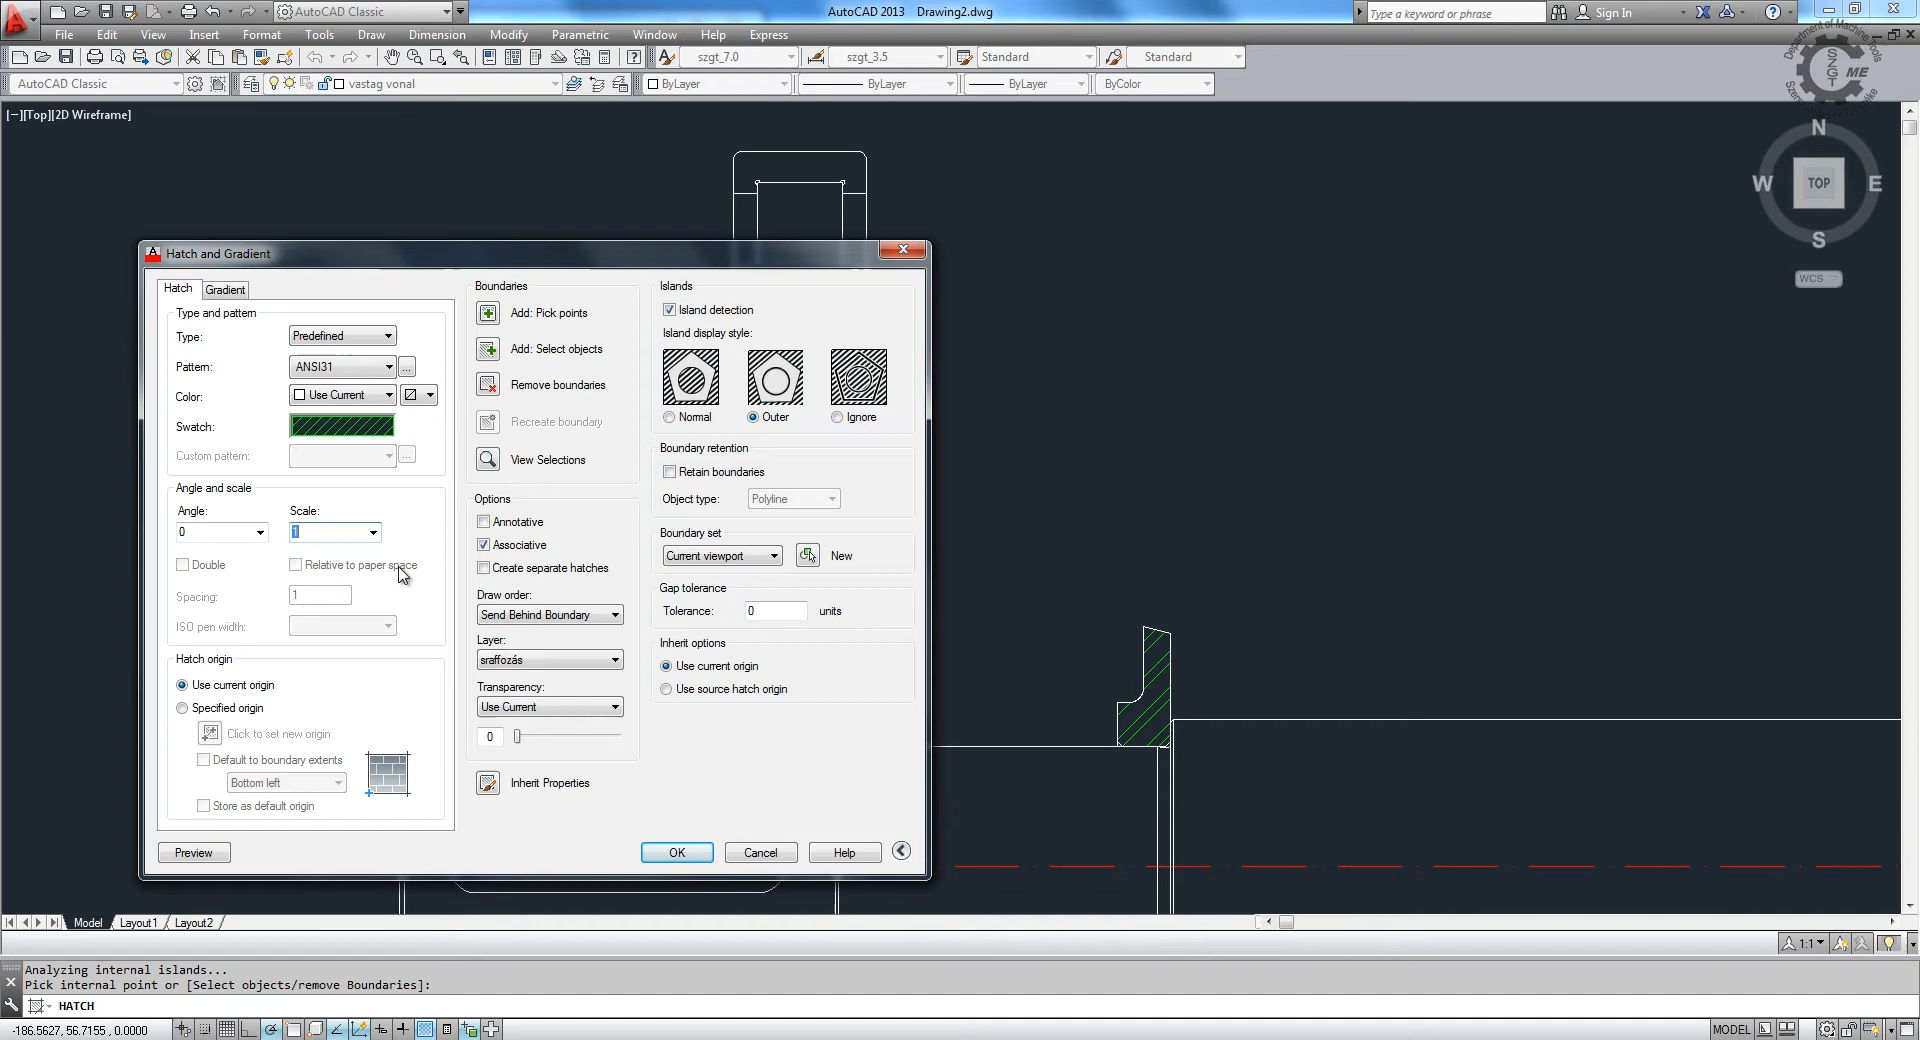 AutoCAD Classic
AutoCAD 2013 Drawing2.dwg
Type a keyword or phrase
Sign In
File Edit View Insert Format Tools Draw Dimension Modify Parametric Window Help Express
szgt_7.0 szgt_3.5 Standard Standard
AutoCAD Classic vastag vonal ByLayer ByLayer ByLayer ByColor
Department of Machine Tools
SZGT
ME
[−][Top][2D Wireframe]
N
W TOP E
S
WCS
Hatch and Gradient
Hatch Gradient
Type and pattern
Type: Predefined
Pattern: ANSI31 ...
Color: Use Current
Swatch:
Custom pattern: ...
Angle and scale
Angle: Scale:
0 1
Double Relative to paper space
Spacing: 1
ISO pen width:
Hatch origin
Use current origin
Specified origin
Click to set new origin
Default to boundary extents
Bottom left
Store as default origin
Preview
Boundaries
Add: Pick points
Add: Select objects
Remove boundaries
Recreate boundary
View Selections
Options
Annotative
Associative
Create separate hatches
Draw order:
Send Behind Boundary
Layer:
sraffozás
Transparency:
Use Current
0
Inherit Properties
Islands
Island detection
Island display style:
Normal Outer Ignore
Boundary retention
Retain boundaries
Object type: Polyline
Boundary set
Current viewport New
Gap tolerance
Tolerance: 0 units
Inherit options
Use current origin
Use source hatch origin
OK Cancel Help
Model Layout1 Layout2
1:1
Analyzing internal islands...
Pick internal point or [Select objects/remove Boundaries]:
HATCH
-186.5627, 56.7155 , 0.0000
MODEL